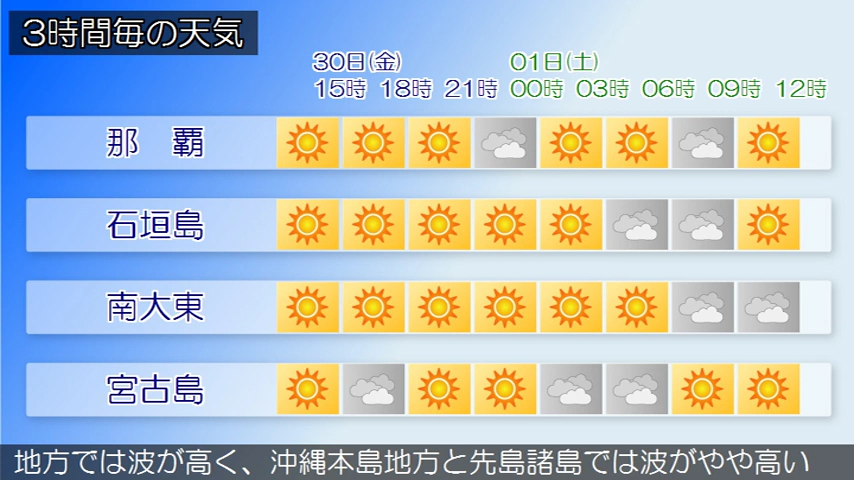 3時間毎の天気
30日(金) 01日(土)
15時 18時 21時 00時 03時 06時 09時 12時
那　覇
石垣島
南大東
宮古島
地方では波が高く、沖縄本島地方と先島諸島では波がやや高い